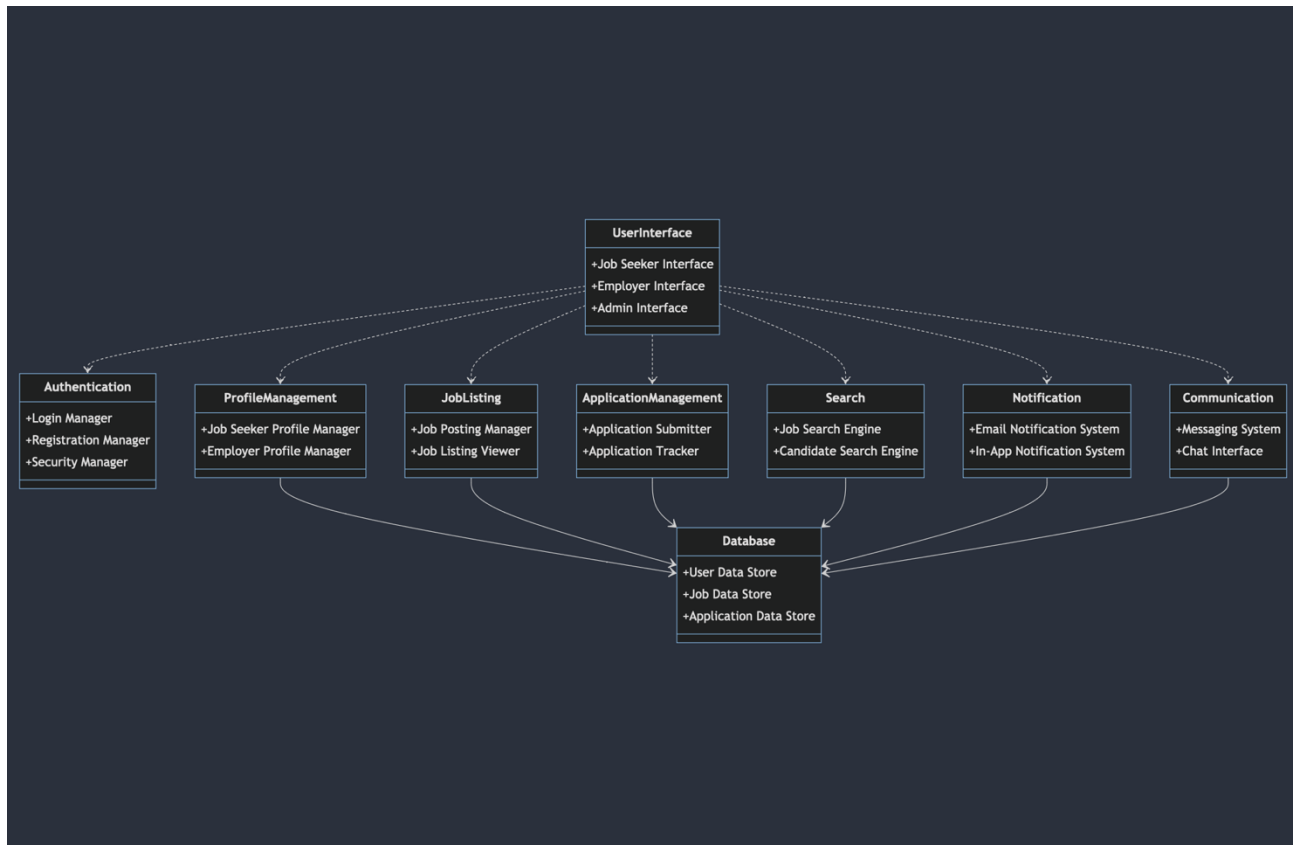 UserInterface
+Job Seeker Interface
+Employer Interface
+Admin Interface
Authentication
+Login Manager
+Registration Manager
+Security Manager
ProfileManagement
+Job Seeker Profile Manager
+Employer Profile Manager
JobListing
+Job Posting Manager
+Job Listing Viewer
ApplicationManagement
+Application Submitter
+Application Tracker
Search
+Job Search Engine
+Candidate Search Engine
Notification
+Email Notification System
+In-App Notification System
Communication
+Messaging System
+Chat Interface
Database
+User Data Store
+Job Data Store
+Application Data Store